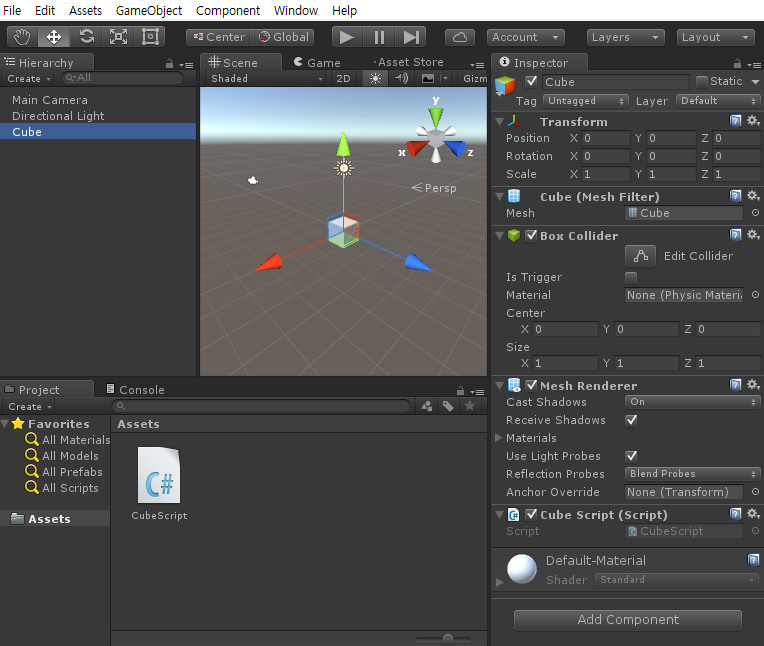 File Edit Assets GameObject Component Window Help
Center Global Account Layers Layout
Hierarchy
Create All
Main Camera
Directional Light
Cube
Scene Game Asset Store
Shaded 2D Gizm
y
x z
Persp
Inspector
Cube Static
Tag Untagged Layer Default
Transform
Position X 0 Y 0 Z 0
Rotation X 0 Y 0 Z 0
Scale X 1 Y 1 Z 1
Cube (Mesh Filter)
Mesh Cube
Box Collider
Edit Collider
Is Trigger
Material None (Physic Materi
Center
X 0 Y 0 Z 0
Size
X 1 Y 1 Z 1
Mesh Renderer
Cast Shadows On
Receive Shadows
Materials
Use Light Probes
Reflection Probes Blend Probes
Anchor Override None (Transform)
Cube Script (Script)
Script CubeScript
Default-Material
Shader Standard
Add Component
Project Console
Create
Favorites
All Materials
All Models
All Prefabs
All Scripts
Assets
Assets
C#
CubeScript